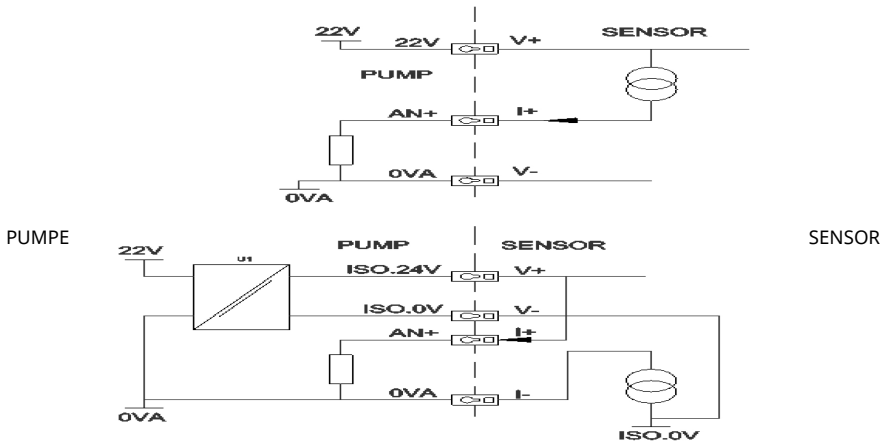 22V 22V V+ SENSOR
PUMP
AN+ I+
0VA V-
0VA
PUMPE SENSOR
PUMP SENSOR
22V U1
ISO.24V V+
ISO.0V V-
AN+ I+
0VA I-
0VA
ISO.0V